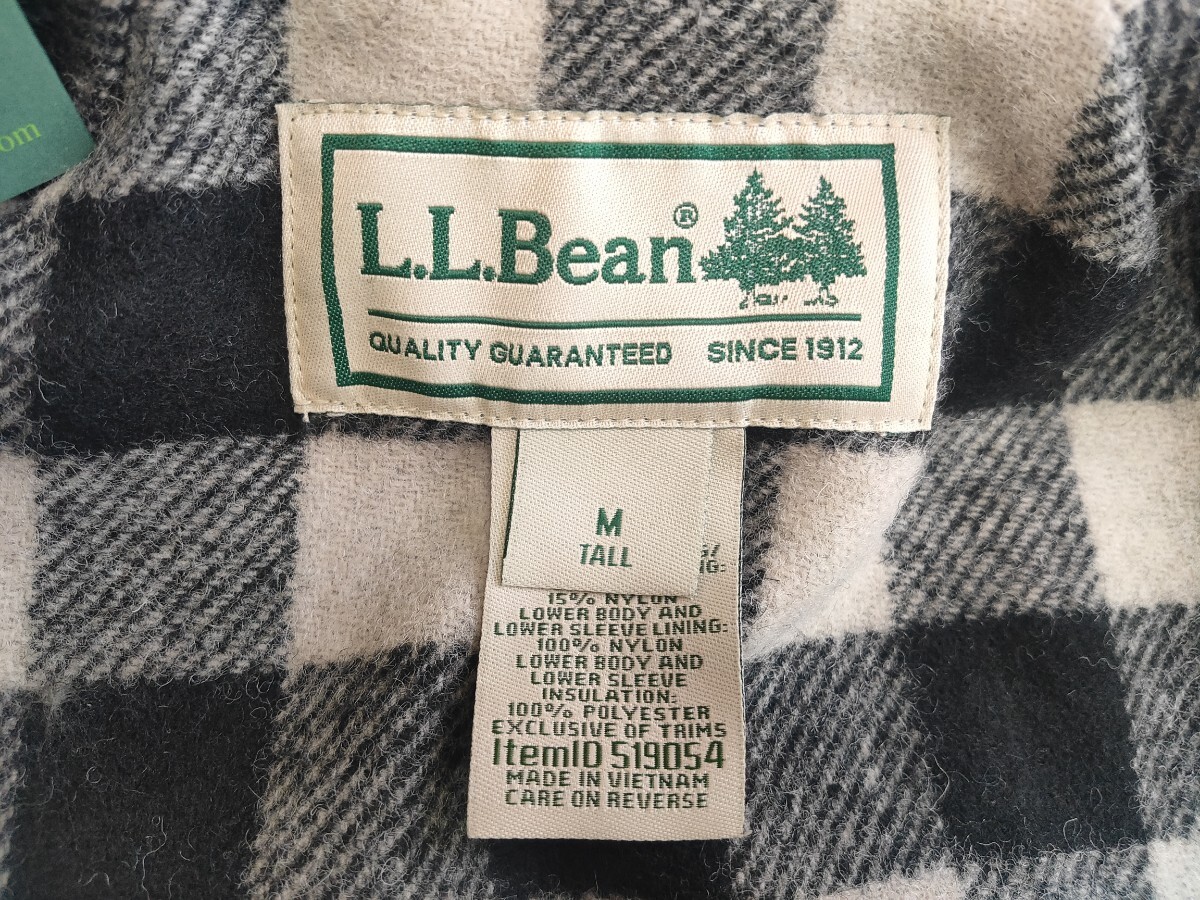 om
L.L.Bean®
QUALITY GUARANTEED SINCE 1912
M
TALL
15% NYLON
LOWER BODY AND
LOWER SLEEVE LINING:
100% NYLON
LOWER BODY AND
LOWER SLEEVE
INSULATION:
100% POLYESTER
EXCLUSIVE OF TRIMS
ItemID 519054
MADE IN VIETNAM
CARE ON REVERSE